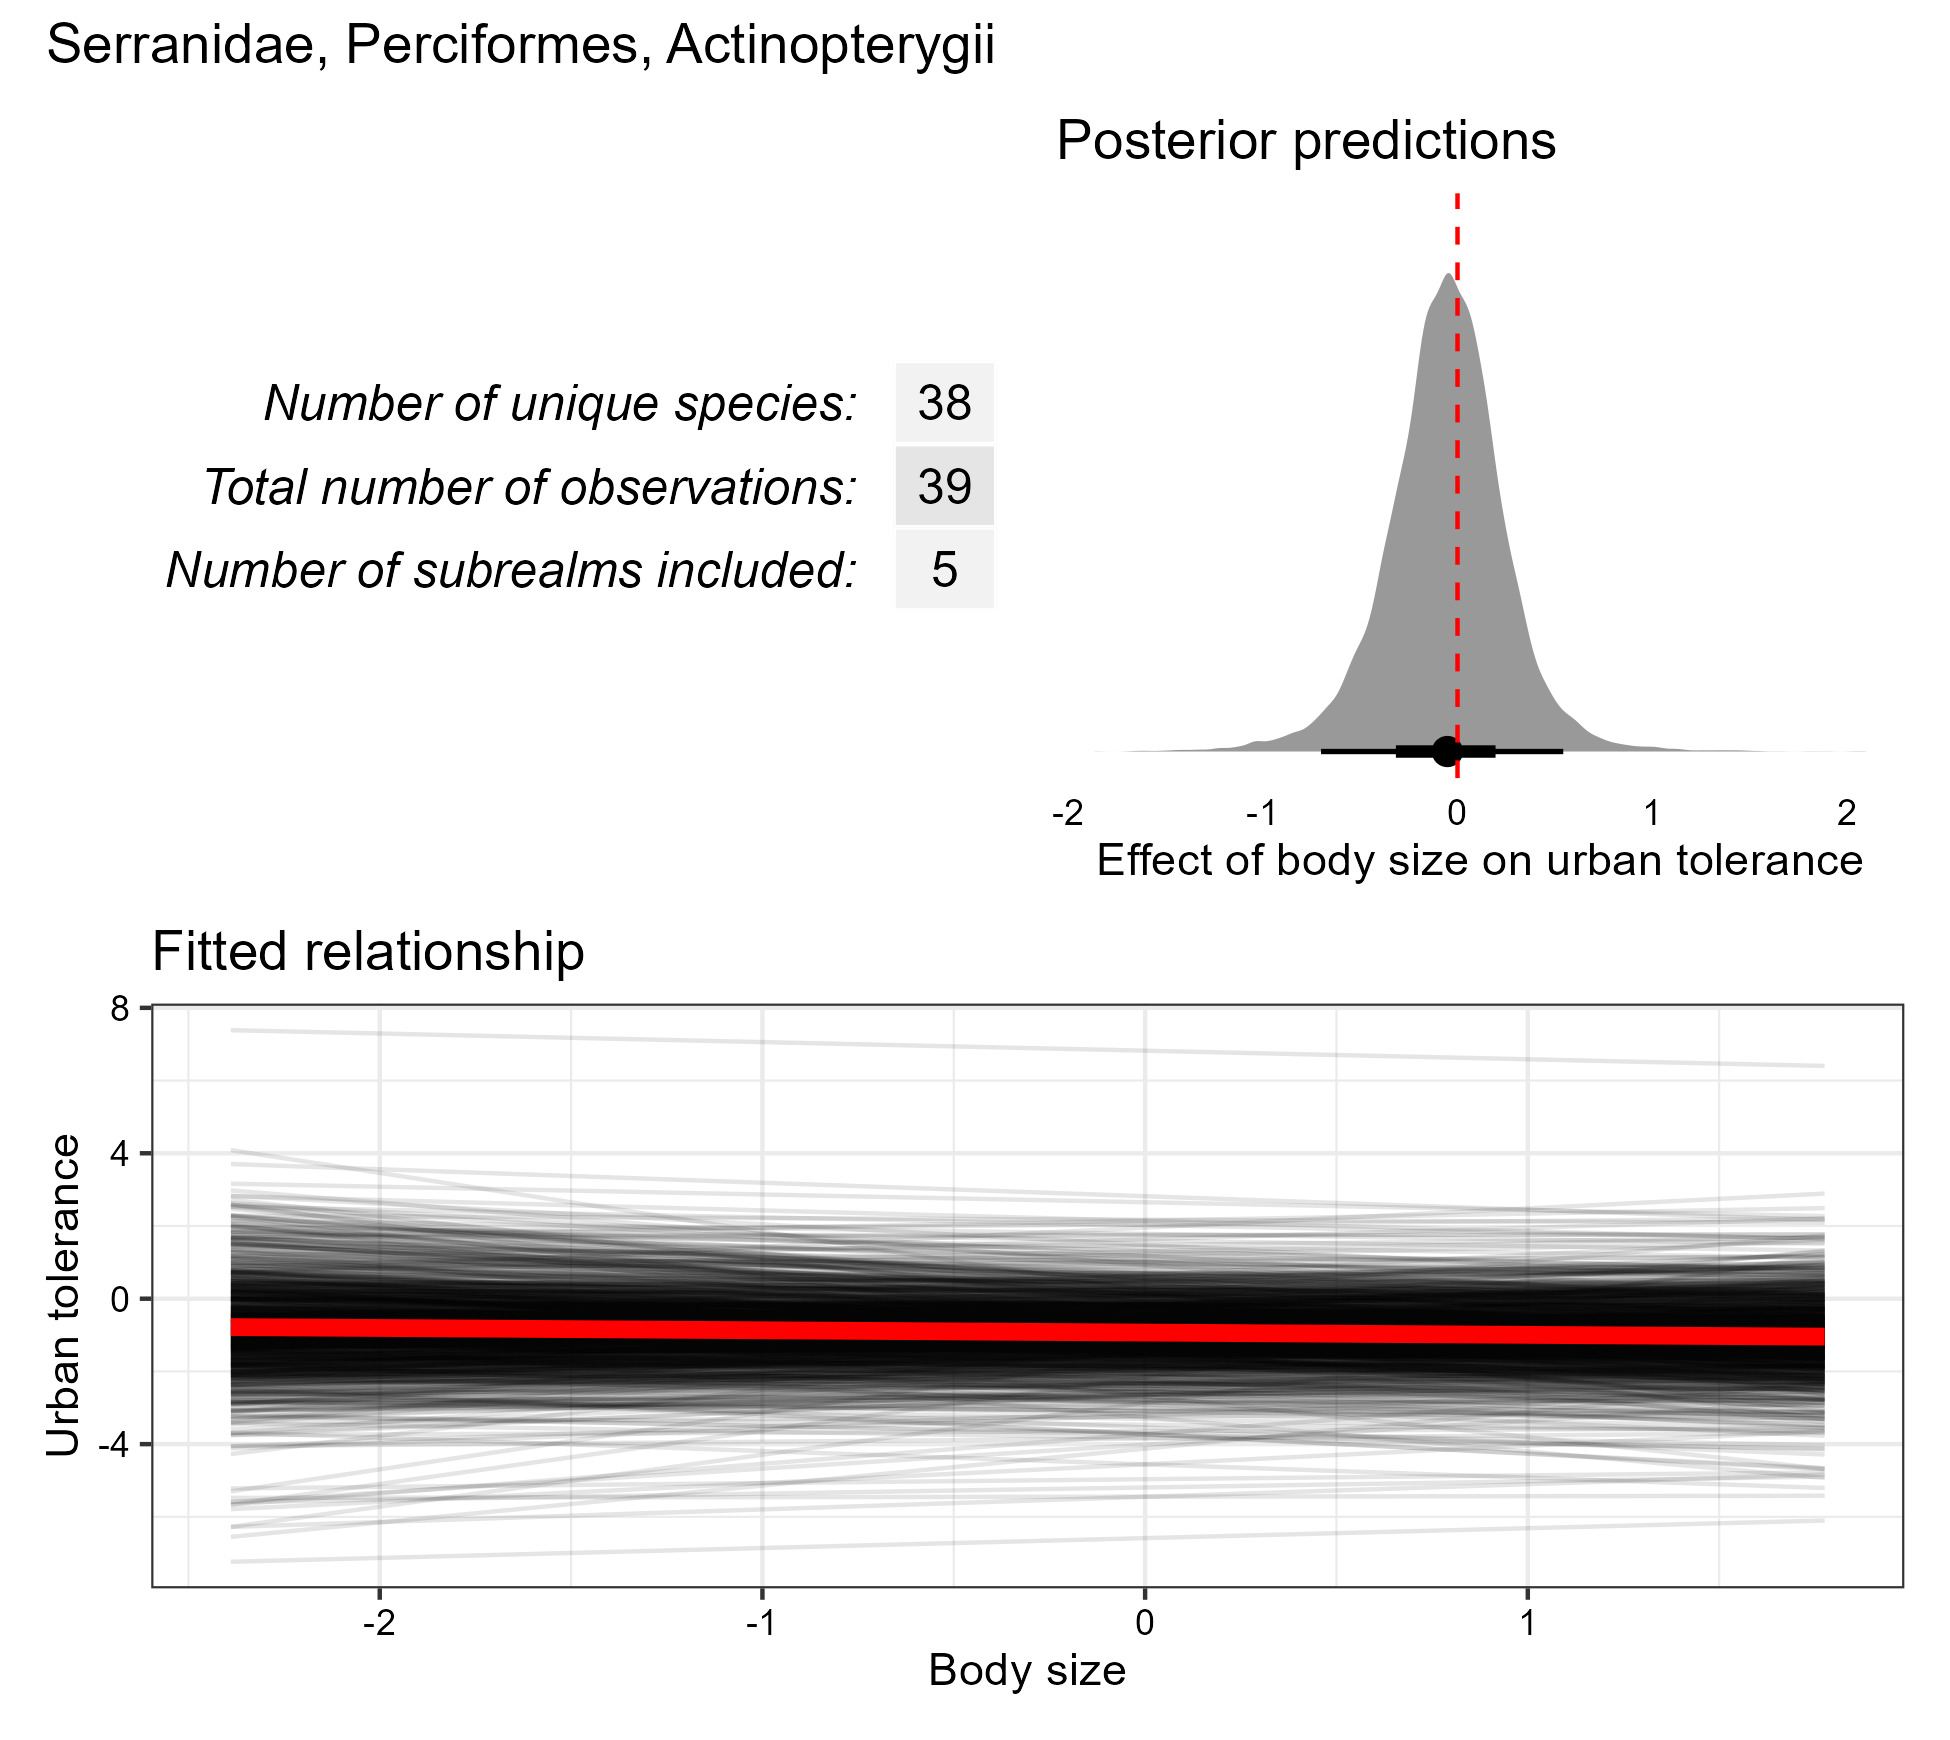 Serranidae, Perciformes, Actinopterygii
Posterior predictions
Number of unique species: 38
Total number of observations: 39
Number of subrealms included: 5
-2 -1 0 1 2
Effect of body size on urban tolerance
Fitted relationship
8
4
0
-4
Urban tolerance
-2 -1 0 1
Body size